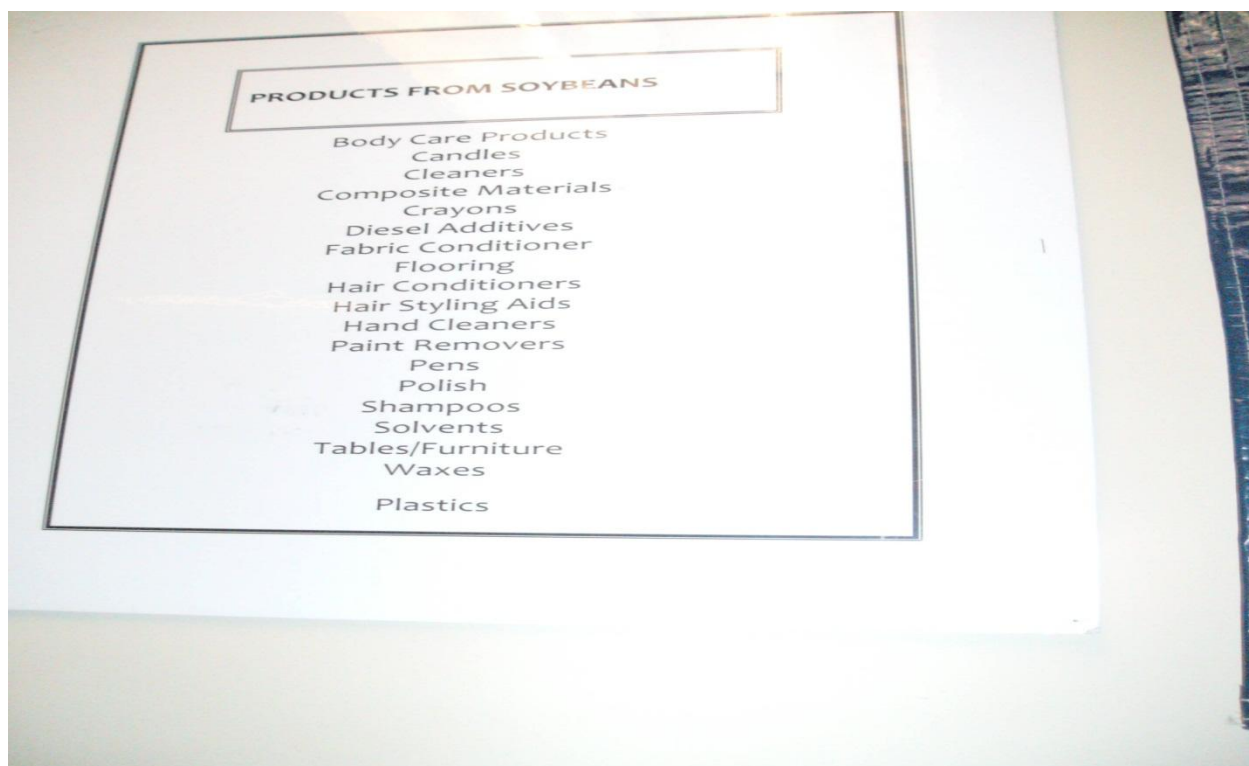 PRODUCTS FROM SOYBEANS
Body Care Products
Candles
Cleaners
Composite Materials
Crayons
Diesel Additives
Fabric Conditioner
Flooring
Hair Conditioners
Hair Styling Aids
Hand Cleaners
Paint Removers
Pens
Polish
Shampoos
Solvents
Tables/Furniture
Waxes
Plastics